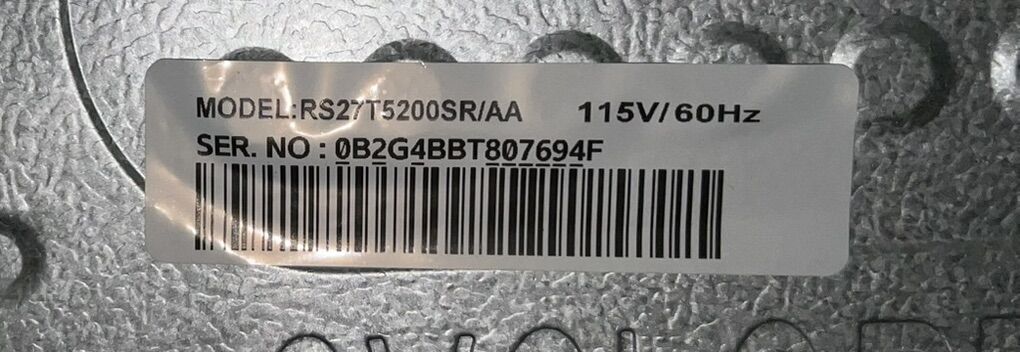 MODEL:RS27T5200SR/AA 115V/60Hz
SER. NO : 0B2G4BBT807694F